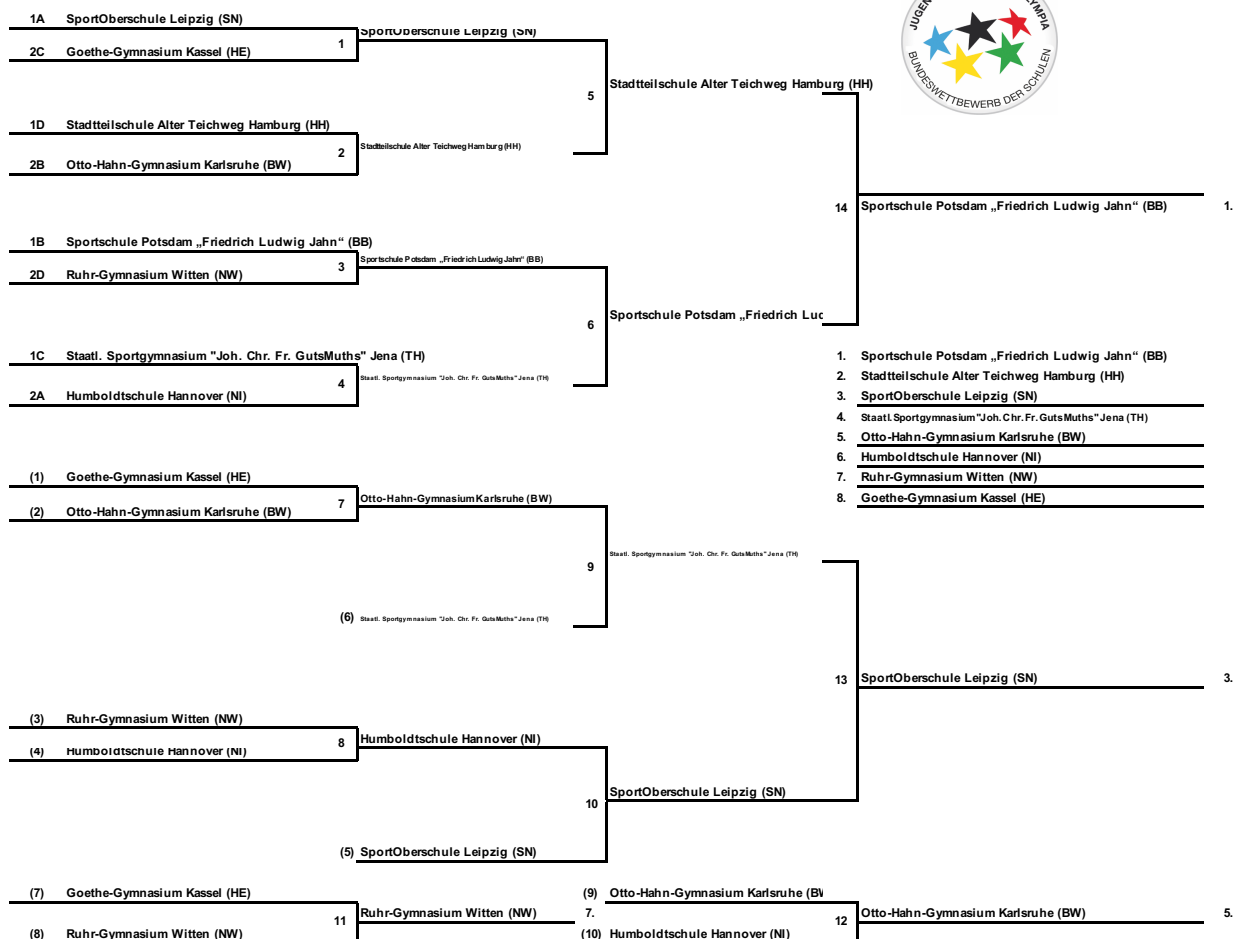 1A SportOberschule Leipzig (SN)
2C Goethe-Gymnasium Kassel (HE)
1
SportOberschule Leipzig (SN)
1D Stadtteilschule Alter Teichweg Hamburg (HH)
2B Otto-Hahn-Gymnasium Karlsruhe (BW)
2
Stadtteilschule Alter Teichweg Hamburg (HH)
5
Stadtteilschule Alter Teichweg Hamburg (HH)
BUNDESWETTBEWERB DER SCHULEN
1B Sportschule Potsdam „Friedrich Ludwig Jahn“ (BB)
2D Ruhr-Gymnasium Witten (NW)
3
Sportschule Potsdam „Friedrich Ludwig Jahn“ (BB)
1C Staatl. Sportgymnasium "Joh. Chr. Fr. GutsMuths" Jena (TH)
2A Humboldtschule Hannover (NI)
4
Staatl. Sportgymnasium "Joh. Chr. Fr. GutsMuths" Jena (TH)
6
Sportschule Potsdam „Friedrich
14
Sportschule Potsdam „Friedrich Ludwig Jahn“ (BB) 1.
1. Sportschule Potsdam „Friedrich Ludwig Jahn“ (BB)
2. Stadtteilschule Alter Teichweg Hamburg (HH)
3. SportOberschule Leipzig (SN)
4. Staatl. Sportgymnasium "Joh. Chr. Fr. GutsMuths" Jena (TH)
5. Otto-Hahn-Gymnasium Karlsruhe (BW)
6. Humboldtschule Hannover (NI)
7. Ruhr-Gymnasium Witten (NW)
8. Goethe-Gymnasium Kassel (HE)
(1) Goethe-Gymnasium Kassel (HE)
(2) Otto-Hahn-Gymnasium Karlsruhe (BW)
7
Otto-Hahn-Gymnasium Karlsruhe (BW)
(6) Staatl. Sportgymnasium "Joh. Chr. Fr. GutsMuths" Jena (TH)
9
Staatl. Sportgymnasium "Joh. Chr. Fr. GutsMuths" Jena (TH)
(3) Ruhr-Gymnasium Witten (NW)
(4) Humboldtschule Hannover (NI)
8
Humboldtschule Hannover (NI)
(5) SportOberschule Leipzig (SN)
10
SportOberschule Leipzig (SN)
13
SportOberschule Leipzig (SN) 3.
(7) Goethe-Gymnasium Kassel (HE)
(8) Ruhr-Gymnasium Witten (NW)
11
Ruhr-Gymnasium Witten (NW) 7.
(9) Otto-Hahn-Gymnasium Karlsruhe
(10) Humboldtschule Hannover (NI)
12
Otto-Hahn-Gymnasium Karlsruhe (BW) 5.